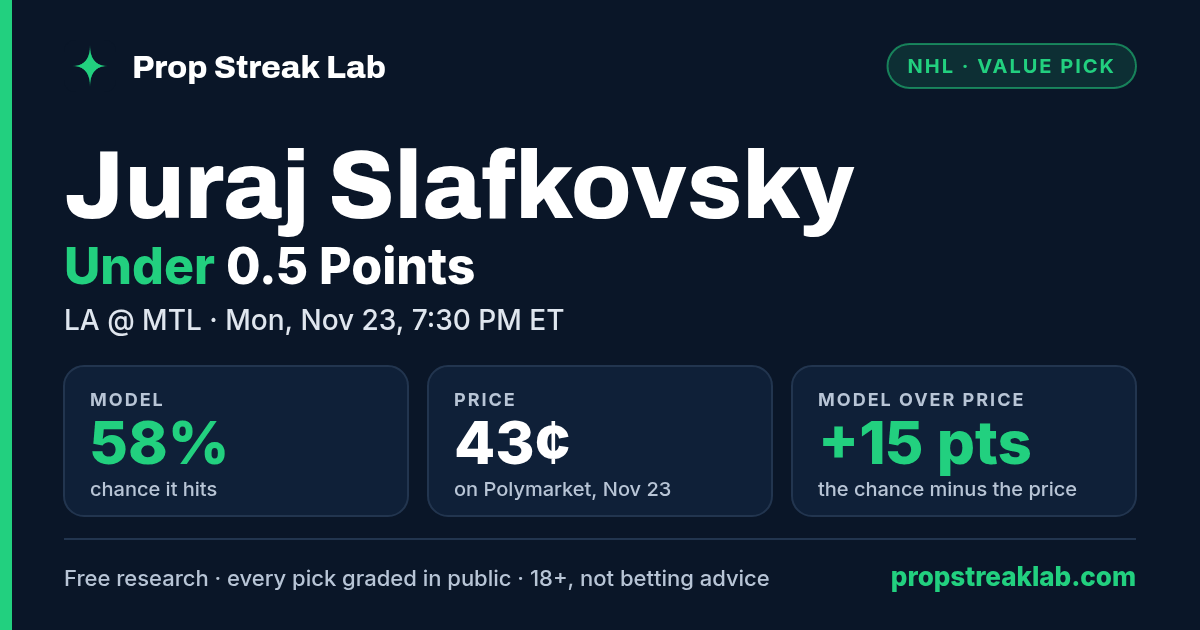 Prop Streak Lab
NHL · VALUE PICK
Juraj Slafkovsky
Under 0.5 Points
LA @ MTL · Mon, Nov 23, 7:30 PM ET
MODEL
58%
chance it hits
PRICE
43¢
on Polymarket, Nov 23
MODEL OVER PRICE
+15 pts
the chance minus the price
Free research · every pick graded in public · 18+, not betting advice
propstreaklab.com